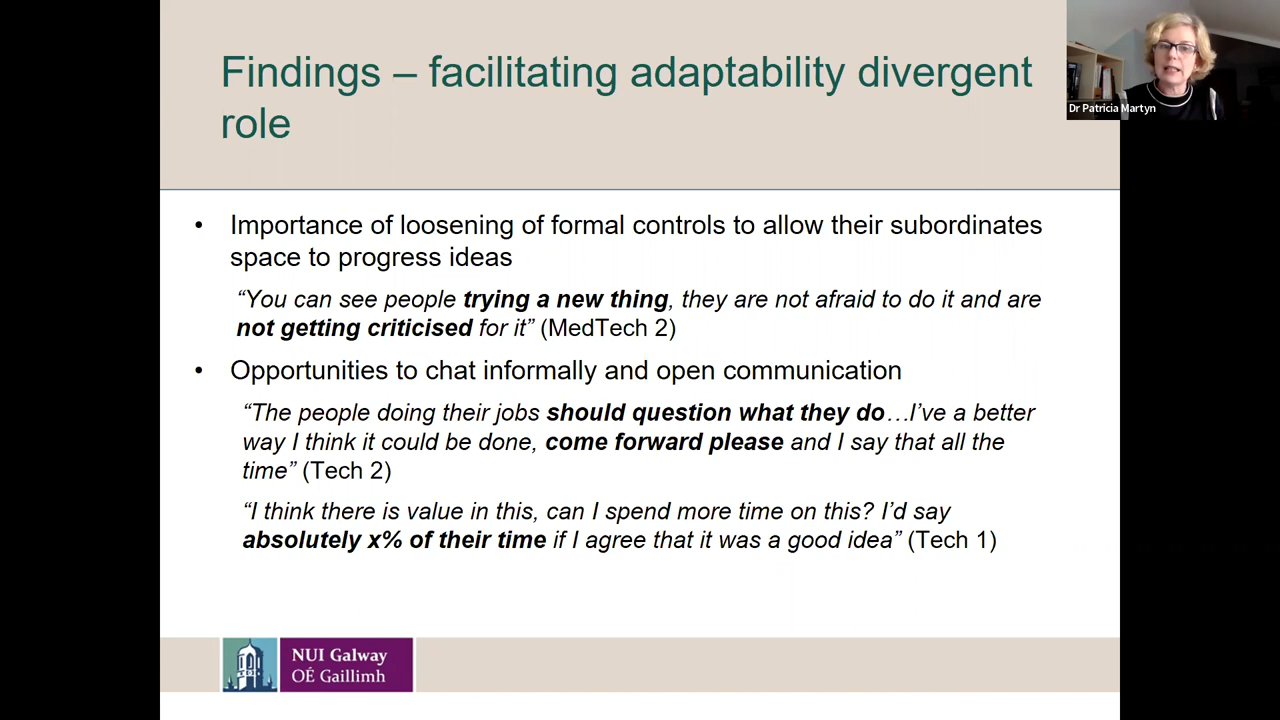 Findings – facilitating adaptability divergent
role
Dr Patricia Martyn
• Importance of loosening of formal controls to allow their subordinates
space to progress ideas
“You can see people trying a new thing, they are not afraid to do it and are
not getting criticised for it” (MedTech 2)
• Opportunities to chat informally and open communication
“The people doing their jobs should question what they do…I’ve a better
way I think it could be done, come forward please and I say that all the
time” (Tech 2)
“I think there is value in this, can I spend more time on this? I’d say
absolutely x% of their time if I agree that it was a good idea” (Tech 1)
NUI Galway
OÉ Gaillimh